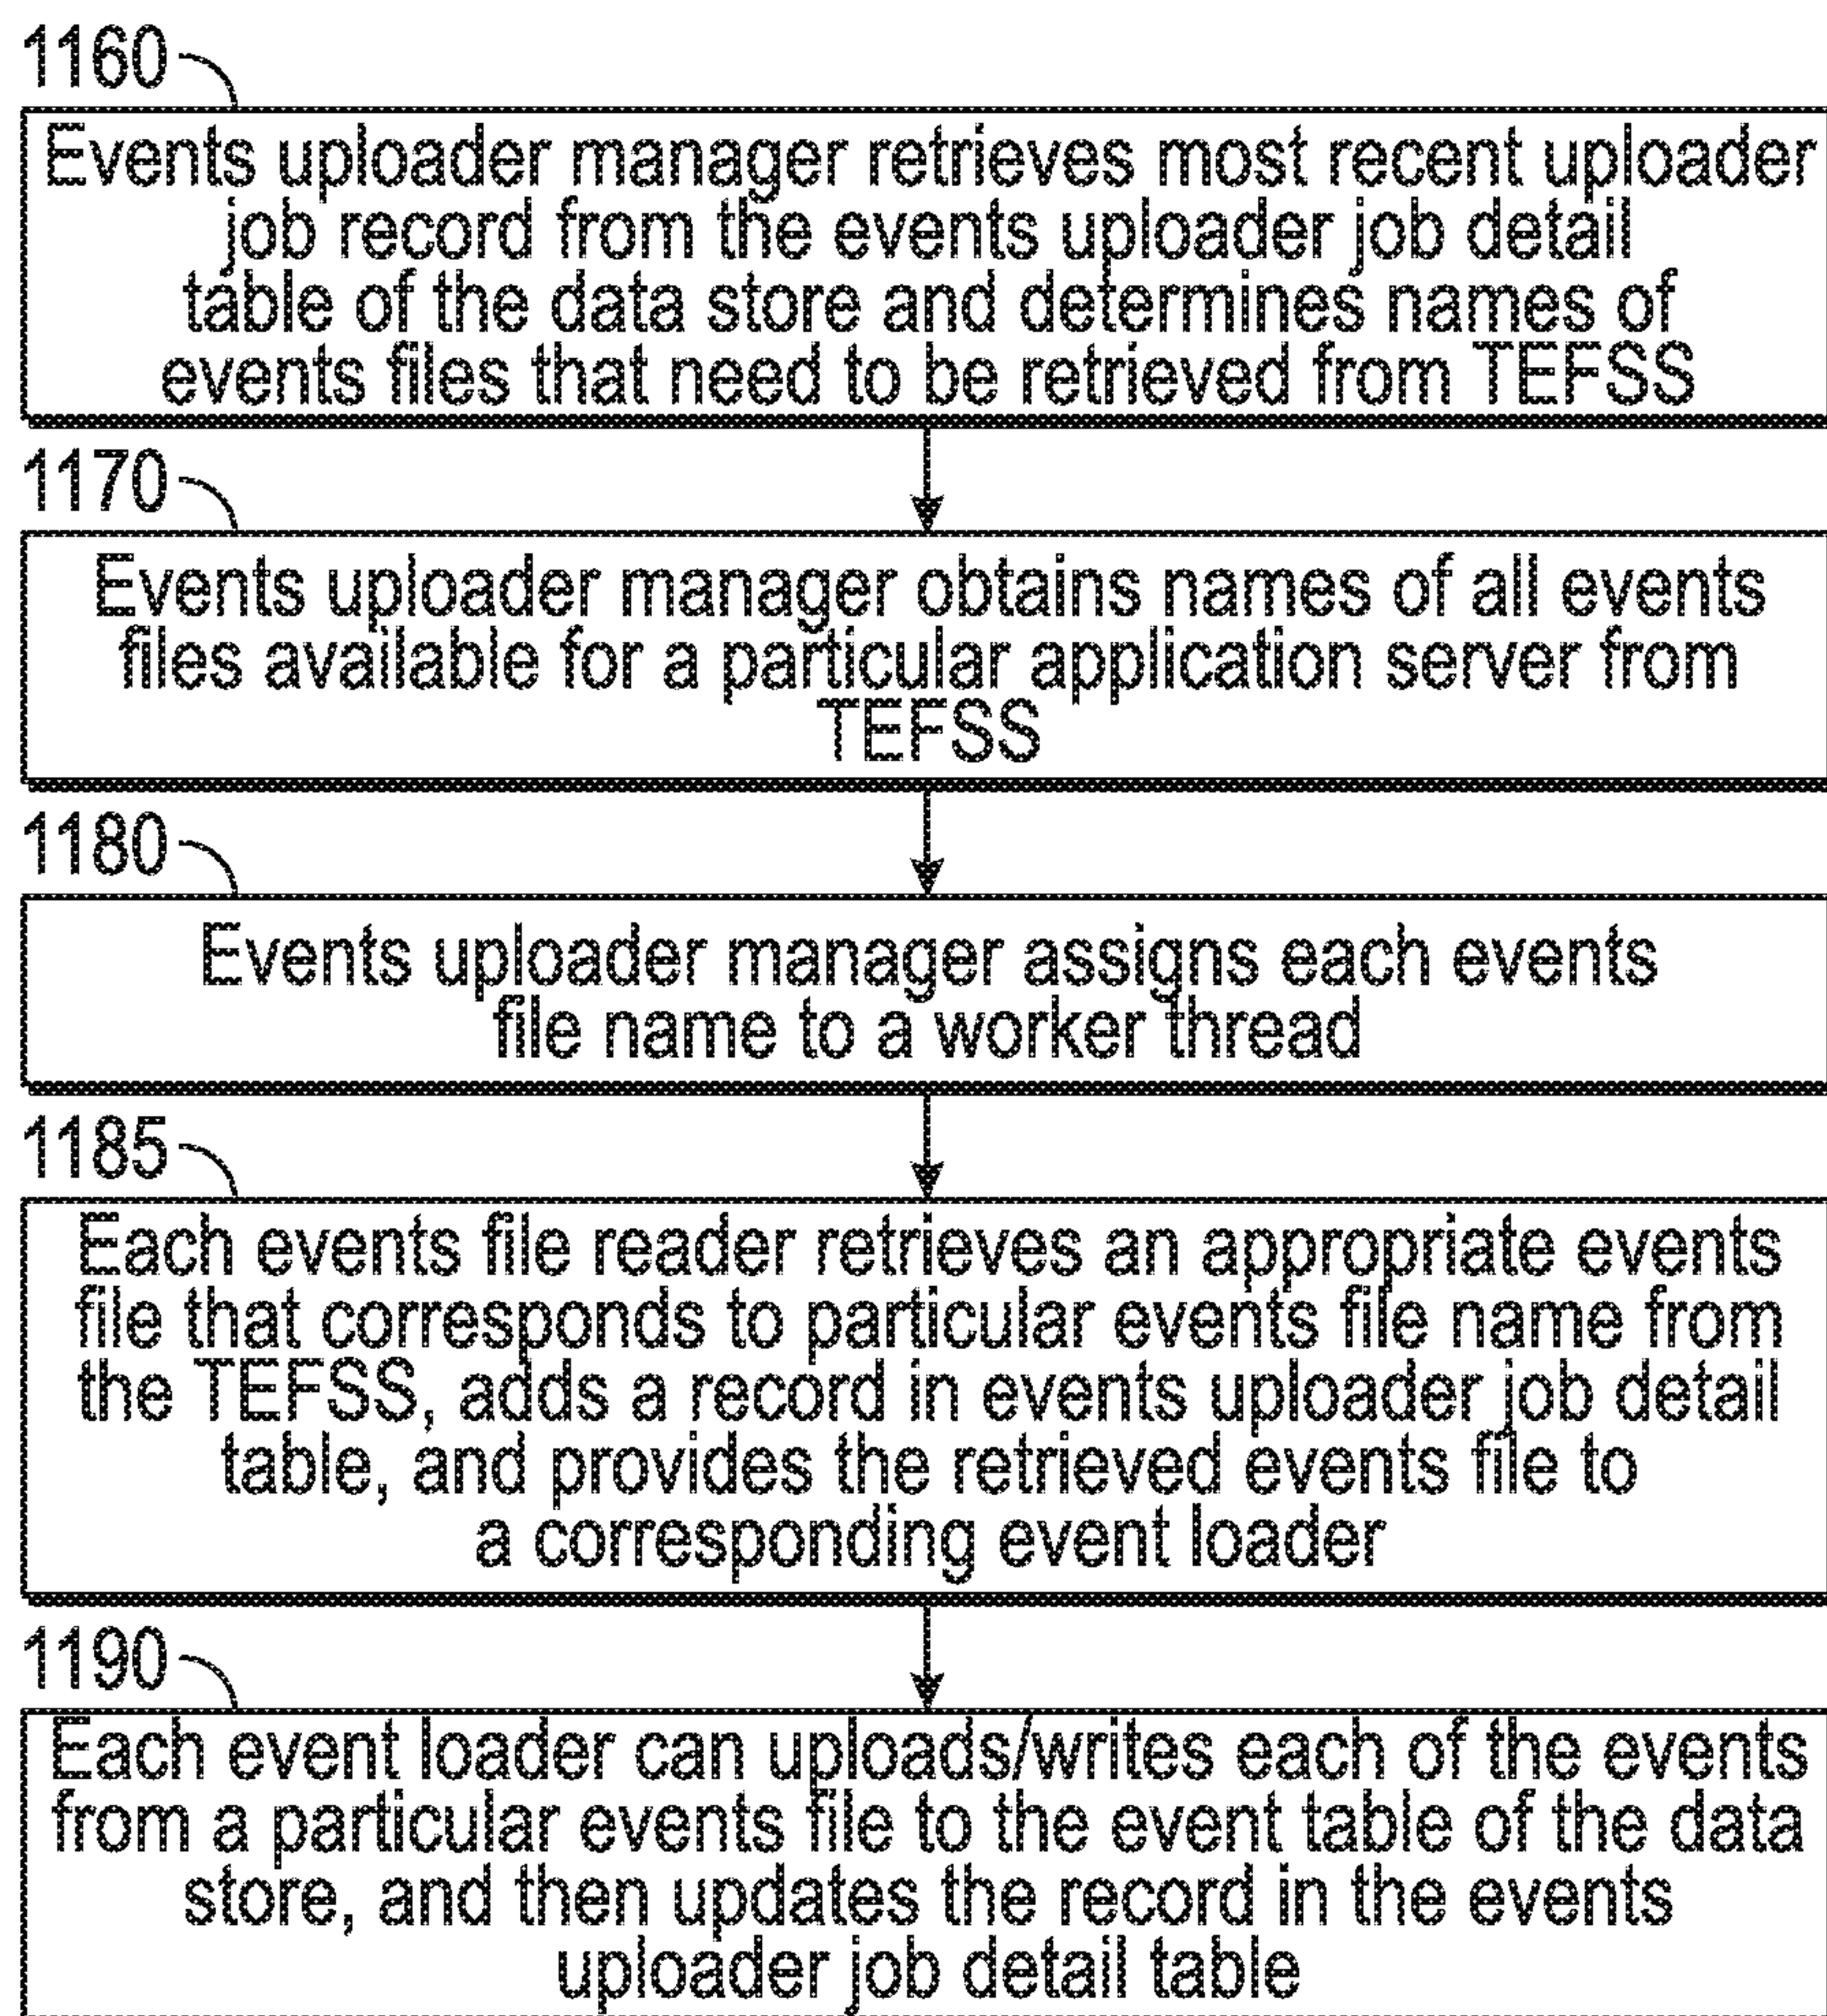 1160
Events uploader manager retrieves most recent uploader
job record from the events uploader job detail
table of the data store and determines names of
events files that need to be retrieved from TEFSS
1170
Events uploader manager obtains names of all events
files available for a particular application server from
TEFSS
1180
Events uploader manager assigns each events
file name to a worker thread
1185
Each events file reader retrieves an appropriate events
file that corresponds to particular events file name from
the TEFSS, adds a record in events uploader job detail
table, and provides the retrieved events file to
a corresponding event loader
1190
Each event loader can uploads/writes each of the events
from a particular events file to the event table of the data
store, and then updates the record in the events
uploader job detail table